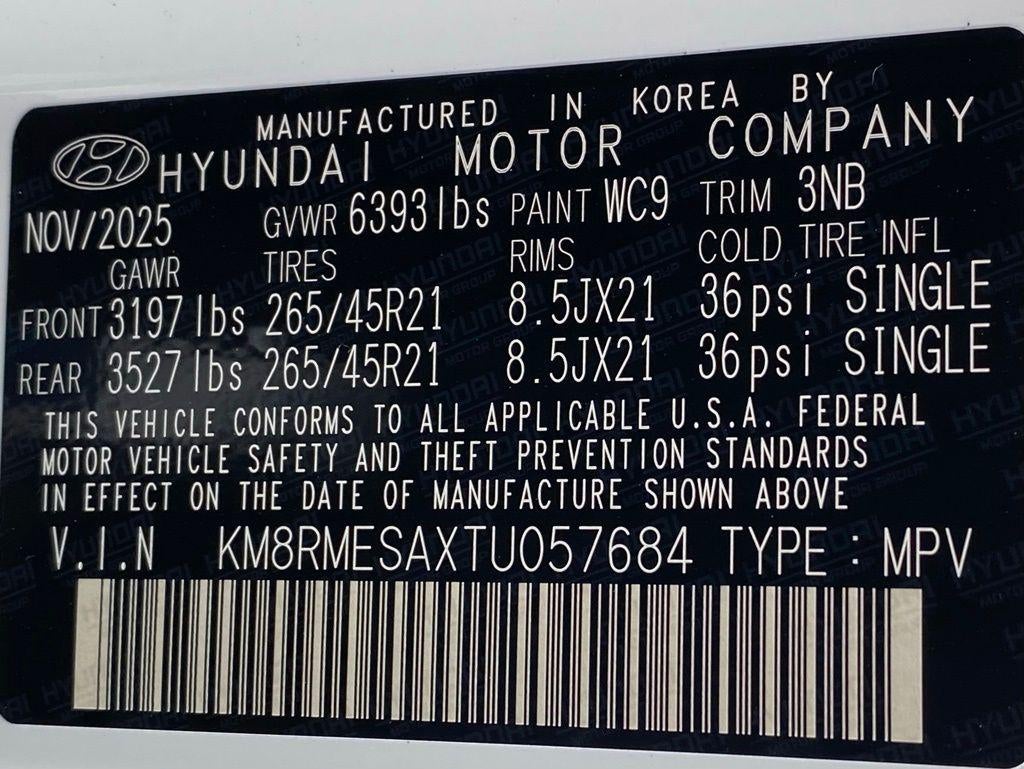 MANUFACTURED IN KOREA BY
HYUNDAI MOTOR COMPANY
NOV/2025 GVWR 6393lbs PAINT WC9 TRIM 3NB
GAWR TIRES RIMS COLD TIRE INFL
FRONT 3197lbs 265/45R21 8.5JX21 36psi SINGLE
REAR 3527lbs 265/45R21 8.5JX21 36psi SINGLE
THIS VEHICLE CONFORMS TO ALL APPLICABLE U.S.A. FEDERAL
MOTOR VEHICLE SAFETY AND THEFT PREVENTION STANDARDS
IN EFFECT ON THE DATE OF MANUFACTURE SHOWN ABOVE
V.I.N KM8RMESAXTU057684 TYPE : MPV